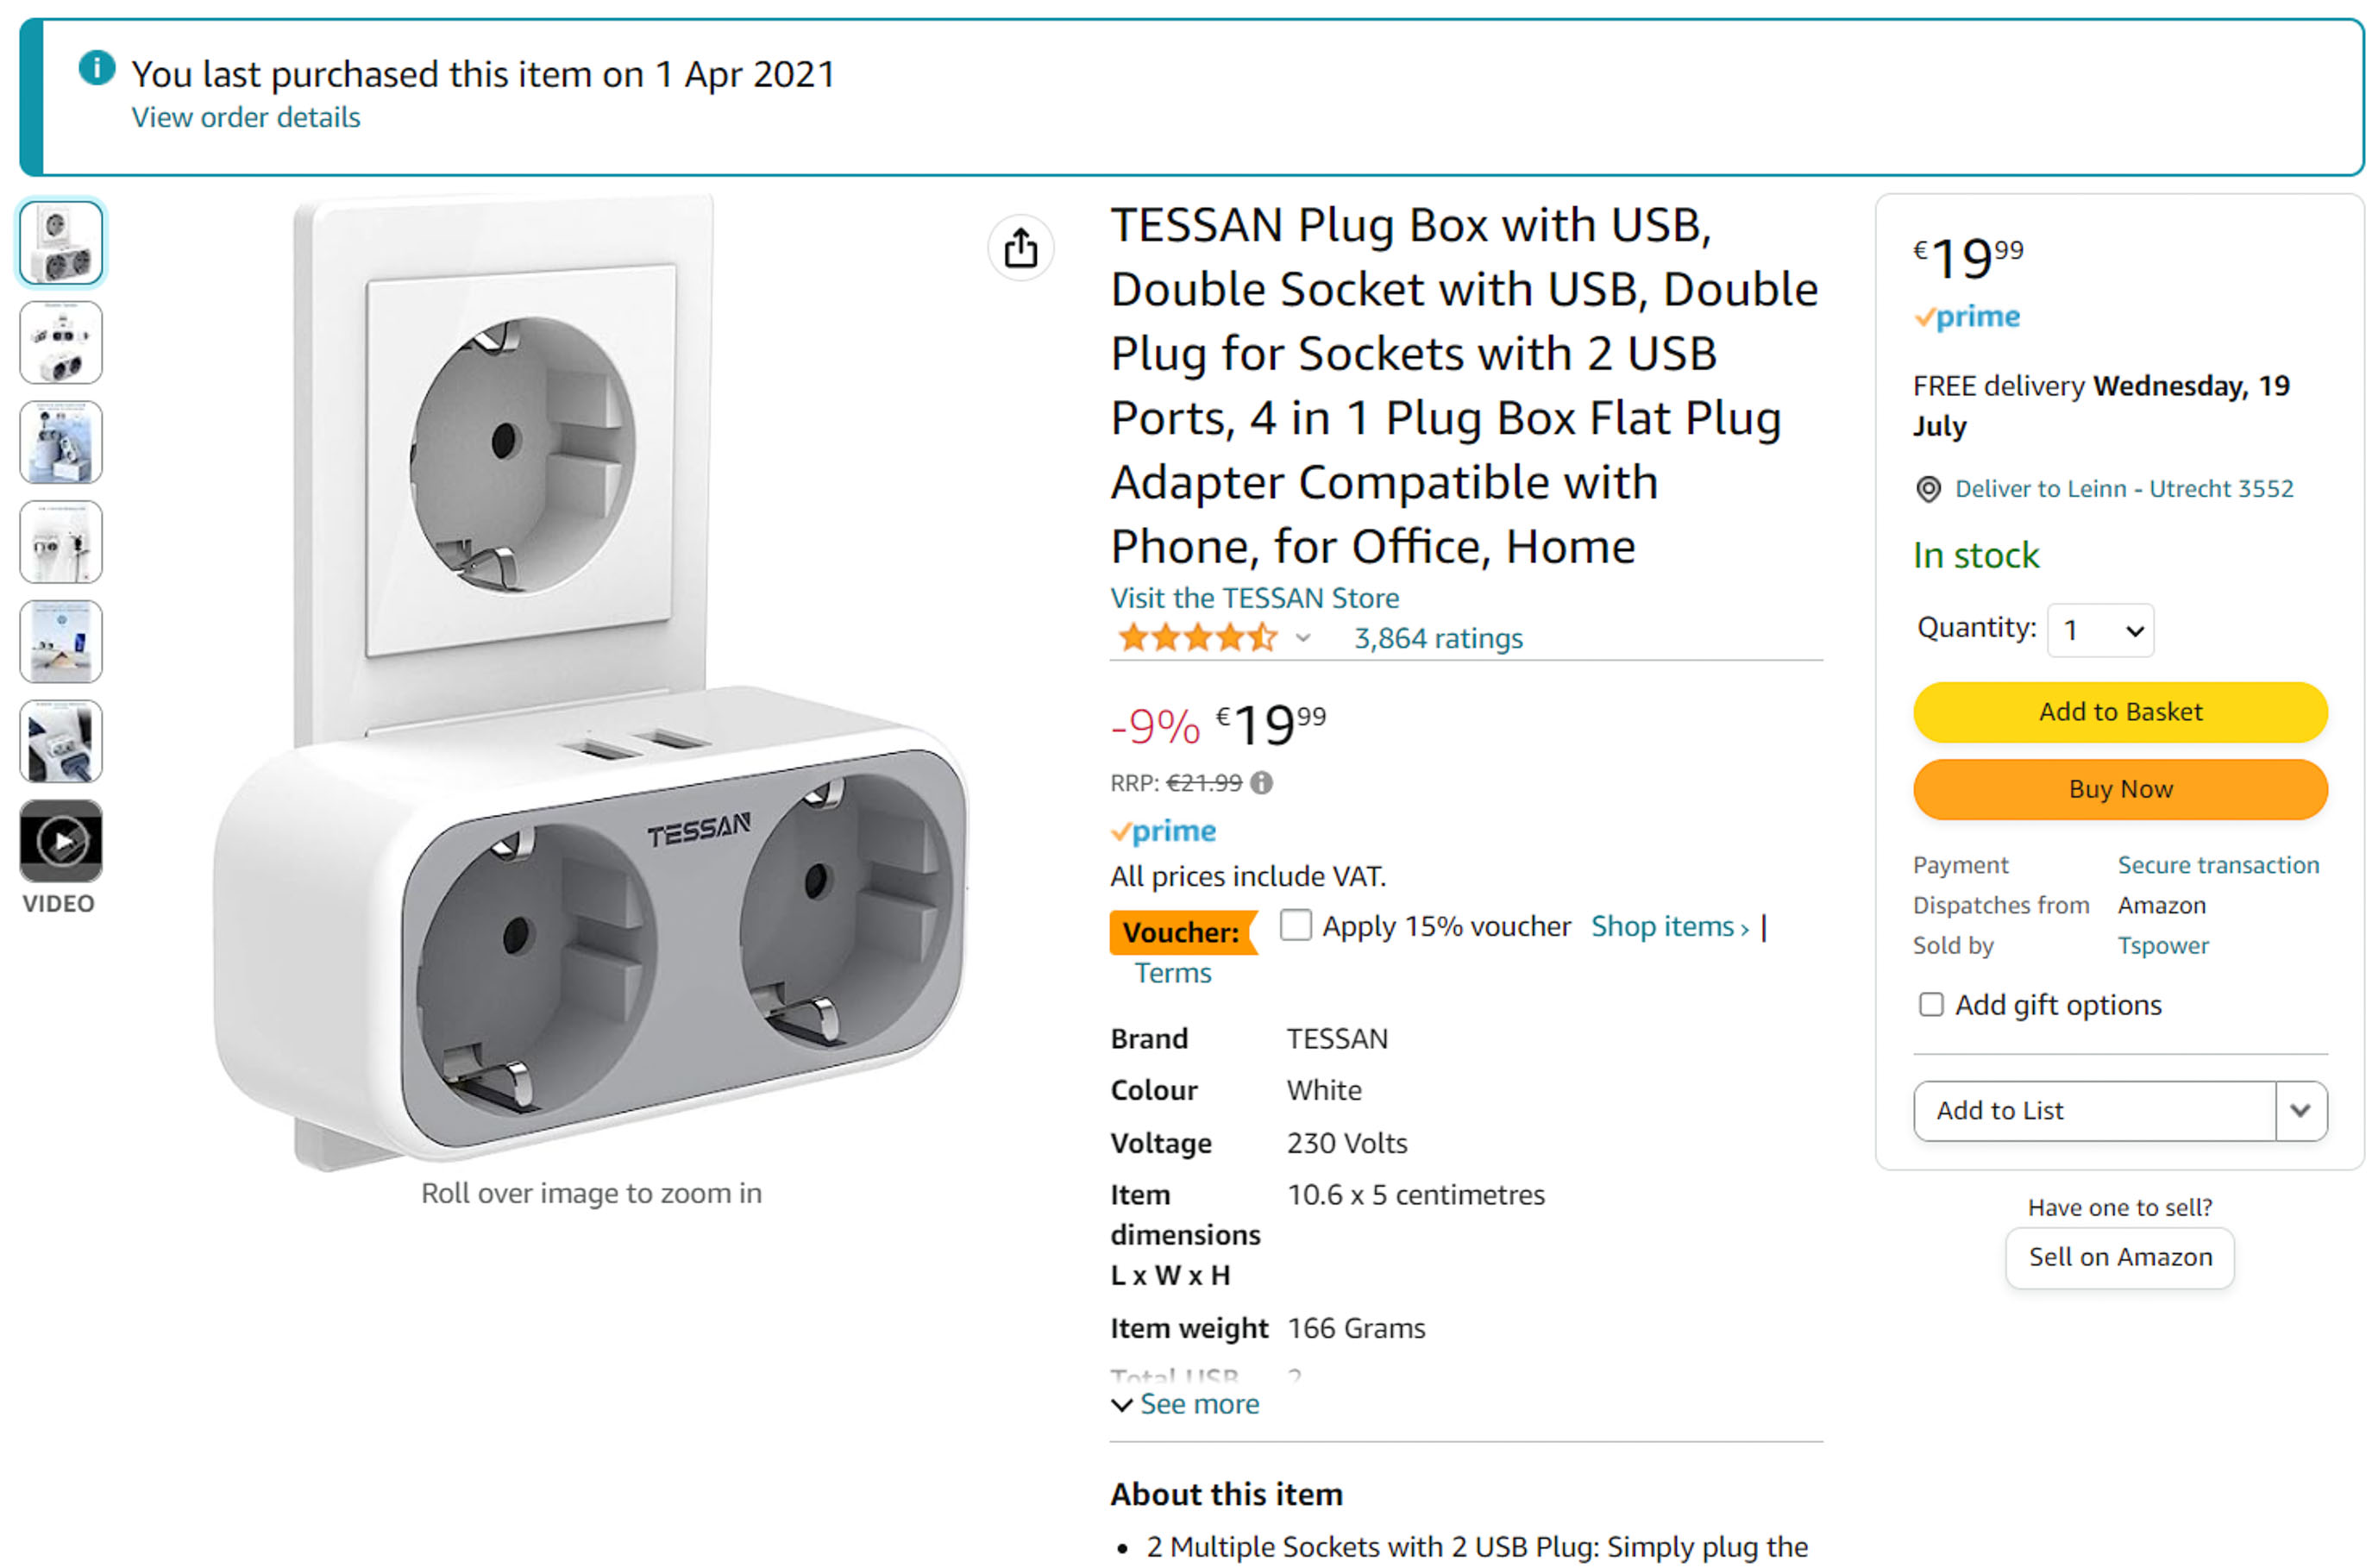 You last purchased this item on 1 Apr 2021
View order details
VIDEO
TESSAN
Roll over image to zoom in
TESSAN Plug Box with USB,
Double Socket with USB, Double
Plug for Sockets with 2 USB
Ports, 4 in 1 Plug Box Flat Plug
Adapter Compatible with
Phone, for Office, Home
Visit the TESSAN Store
3,864 ratings
-9% €1999
RRP: €21.99
prime
All prices include VAT.
Voucher: Apply 15% voucher Shop items › |
Terms
Brand TESSAN
Colour White
Voltage 230 Volts
Item 10.6 x 5 centimetres
dimensions
L x W x H
Item weight 166 Grams
Total USB 2
See more
About this item
• 2 Multiple Sockets with 2 USB Plug: Simply plug the
€1999
prime
FREE delivery Wednesday, 19
July
Deliver to Leinn - Utrecht 3552
In stock
Quantity: 1
Add to Basket
Buy Now
Payment Secure transaction
Dispatches from Amazon
Sold by Tspower
Add gift options
Add to List
Have one to sell?
Sell on Amazon